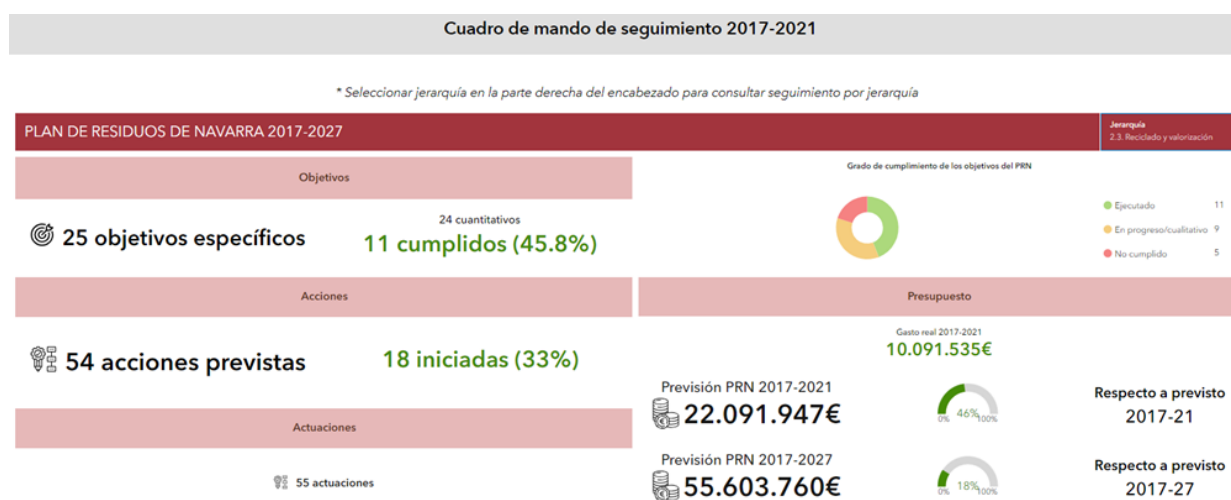 Cuadro de mando de seguimiento 2017-2021
* Seleccionar jerarquía en la parte derecha del encabezado para consultar seguimiento por jerarquía
PLAN DE RESIDUOS DE NAVARRA 2017-2027
Jerarquía
2.3. Reciclado y valorización
Objetivos
25 objetivos específicos
24 cuantitativos
11 cumplidos (45.8%)
Grado de cumplimiento de los objetivos del PRN
Ejecutado 11
En progreso/cualitativo 9
No cumplido 5
Acciones
54 acciones previstas
18 iniciadas (33%)
Actuaciones
55 actuaciones
Presupuesto
Gasto real 2017-2021
10.091.535€
Previsión PRN 2017-2021
22.091.947€
0% 46% 100%
Respecto a previsto
2017-21
Previsión PRN 2017-2027
55.603.760€
0% 18% 100%
Respecto a previsto
2017-27